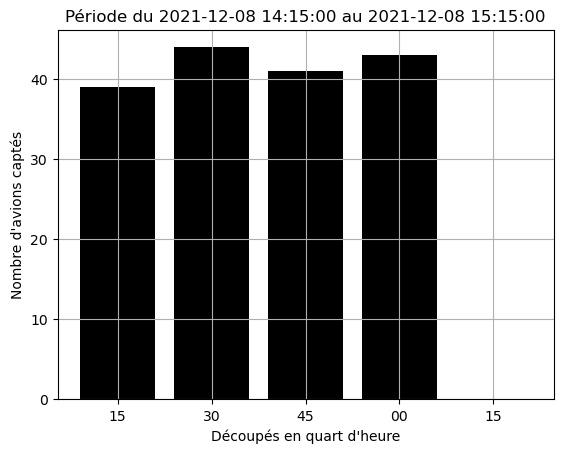 Période du 2021-12-08 14:15:00 au 2021-12-08 15:15:00
Nombre d'avions captés
40
30
20
10
0
15 30 45 00 15
Découpés en quart d'heure